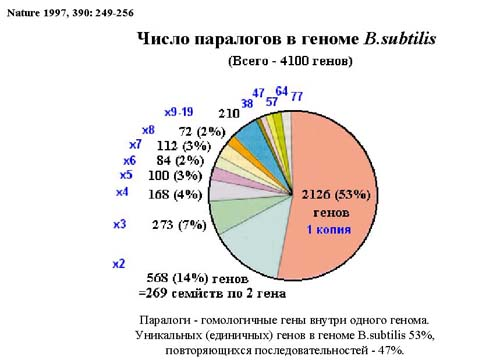 Nature 1997, 390: 249-256
Число паралогов в геноме B.subtilis
(Всего - 4100 генов)
47 64 77
38 57
x9-19 210
x8 72 (2%)
x7 112 (3%)
x6 84 (2%)
x5 100 (3%)
x4 168 (4%)
x3 273 (7%)
x2
2126 (53%)
генов
1 копия
568 (14%) генов
=269 семйств по 2 гена
Паралоги - гомологичные гены внутри одного генома.
Уникальных (единичных) генов в геноме B.subtilis 53%,
повторяющихся последовательностей - 47%.